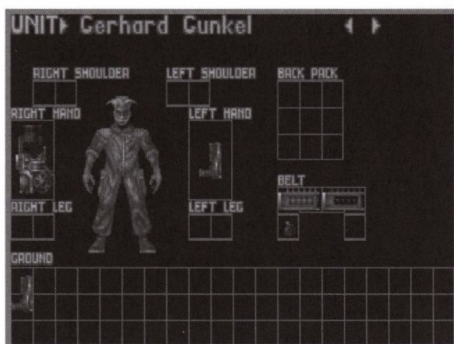 UNIT▸ Gerhard Gunkel
RIGHT SHOULDER LEFT SHOULDER BACK PACK
RIGHT HAND LEFT HAND
BELT
RIGHT LEG LEFT LEG
GROUND